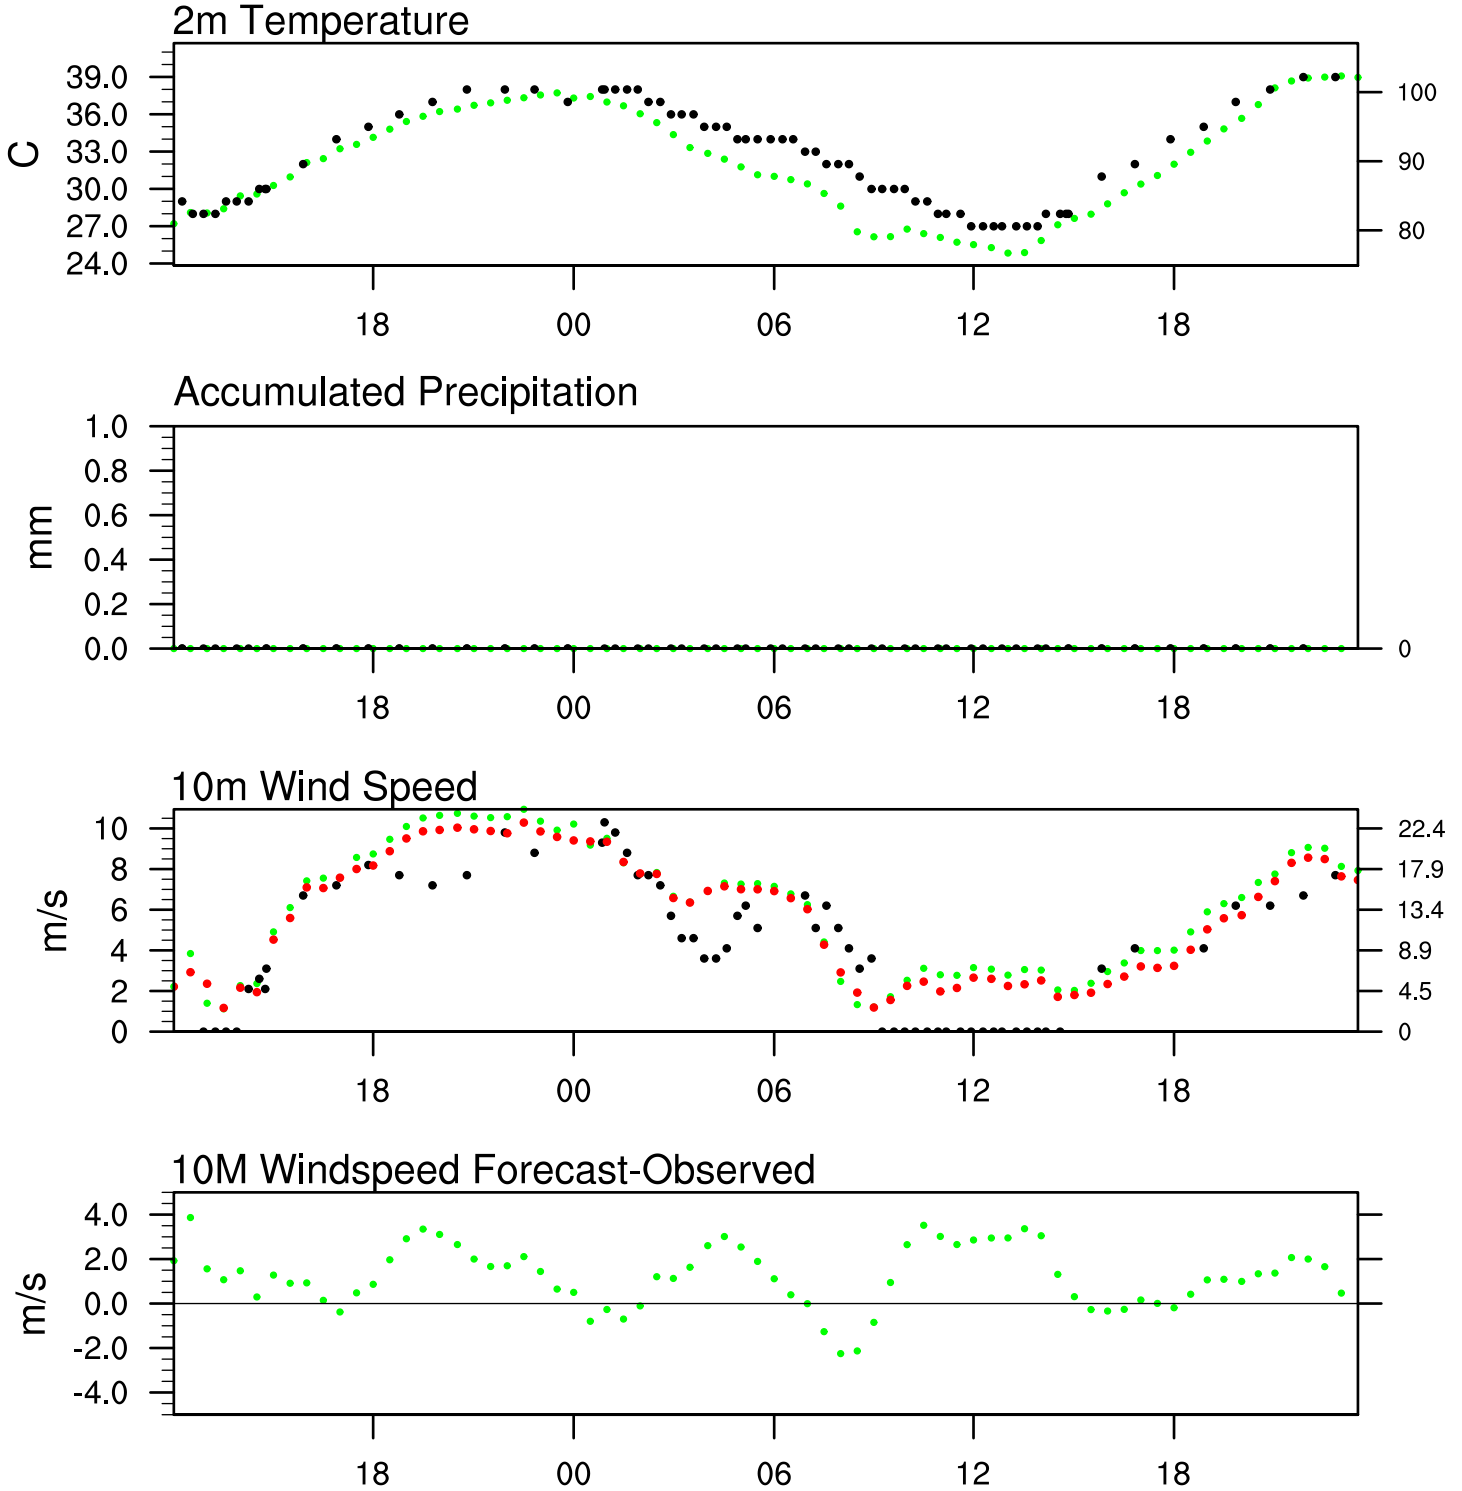 2m Temperature
39.0
36.0
33.0
30.0
27.0
24.0
C
100
90
80
18 00 06 12 18
Accumulated Precipitation
1.0
0.8
0.6
0.4
0.2
0.0
mm
0
18 00 06 12 18
10m Wind Speed
10
8
6
4
2
0
m/s
22.4
17.9
13.4
8.9
4.5
0
18 00 06 12 18
10M Windspeed Forecast-Observed
4.0
2.0
0.0
-2.0
-4.0
m/s
18 00 06 12 18